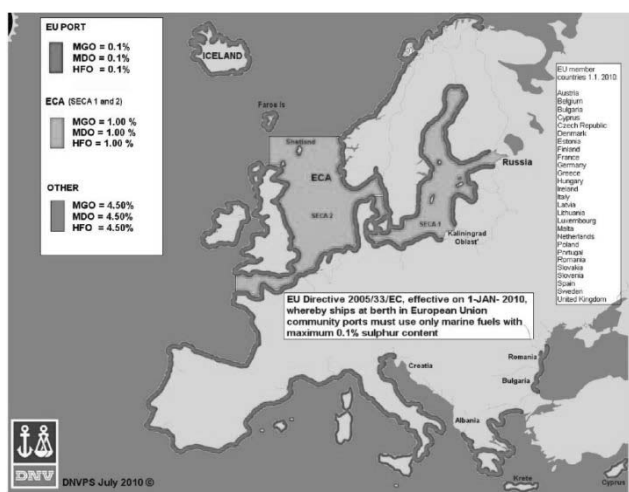 EU PORT
MGO = 0.1%
MDO = 0.1%
HFO = 0.1%
ECA (SECA 1 and 2)
MGO = 1.00 %
MDO = 1.00 %
HFO = 1.00 %
OTHER
MGO = 4.50%
MDO = 4.50%
HFO = 4.50%
ICELAND
Faroe Is
Shetland
ECA
SECA 2
SECA 1
Russia
Kaliningrad
Oblast'
EU member
countries 1.1. 2010:
Austria
Belgium
Bulgaria
Cyprus
Czech Republic
Denmark
Estonia
Finland
France
Germany
Greece
Hungary
Ireland
Italy
Latvia
Lithuania
Luxembourg
Malta
Netherlands
Poland
Portugal
Romania
Slovakia
Slovenia
Spain
Sweden
United Kingdom
EU Directive 2005/33/EC, effective on 1-JAN- 2010,
whereby ships at berth in European Union
community ports must use only marine fuels with
maximum 0.1% sulphur content
Croatia
Romania
Bulgaria
Albania
Krete
Cyprus
DNV
DNVPS July 2010 ©